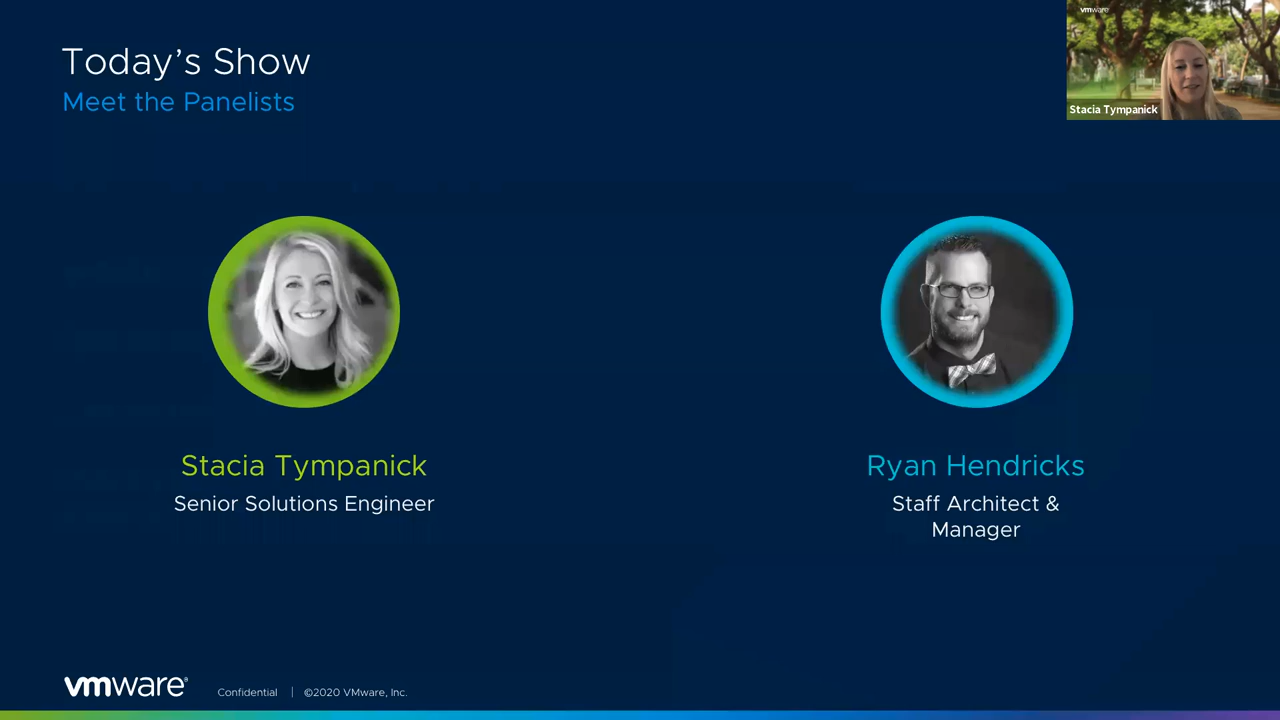 Today's Show
Meet the Panelists
vmware
Stacia Tympanick
Stacia Tympanick
Senior Solutions Engineer
Ryan Hendricks
Staff Architect &
Manager
vmware®
Confidential | ©2020 VMware, Inc.